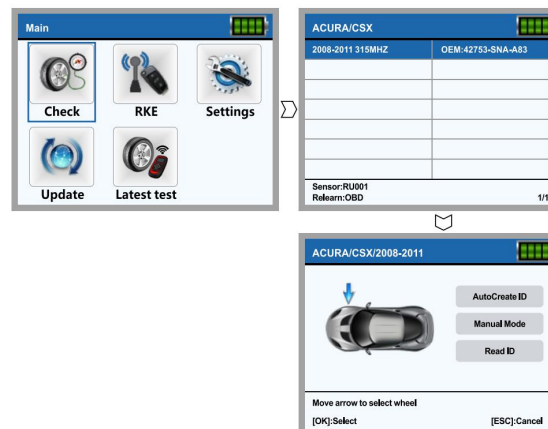 Main
Check
RKE
Settings
Update
Latest test
ACURA/CSX
2008-2011 315MHZ OEM:42753-SNA-A83
Sensor:RU001
Relearn:OBD 1/1
ACURA/CSX/2008-2011
AutoCreate ID
Manual Mode
Read ID
Move arrow to select wheel
[OK]:Select [ESC]:Cancel